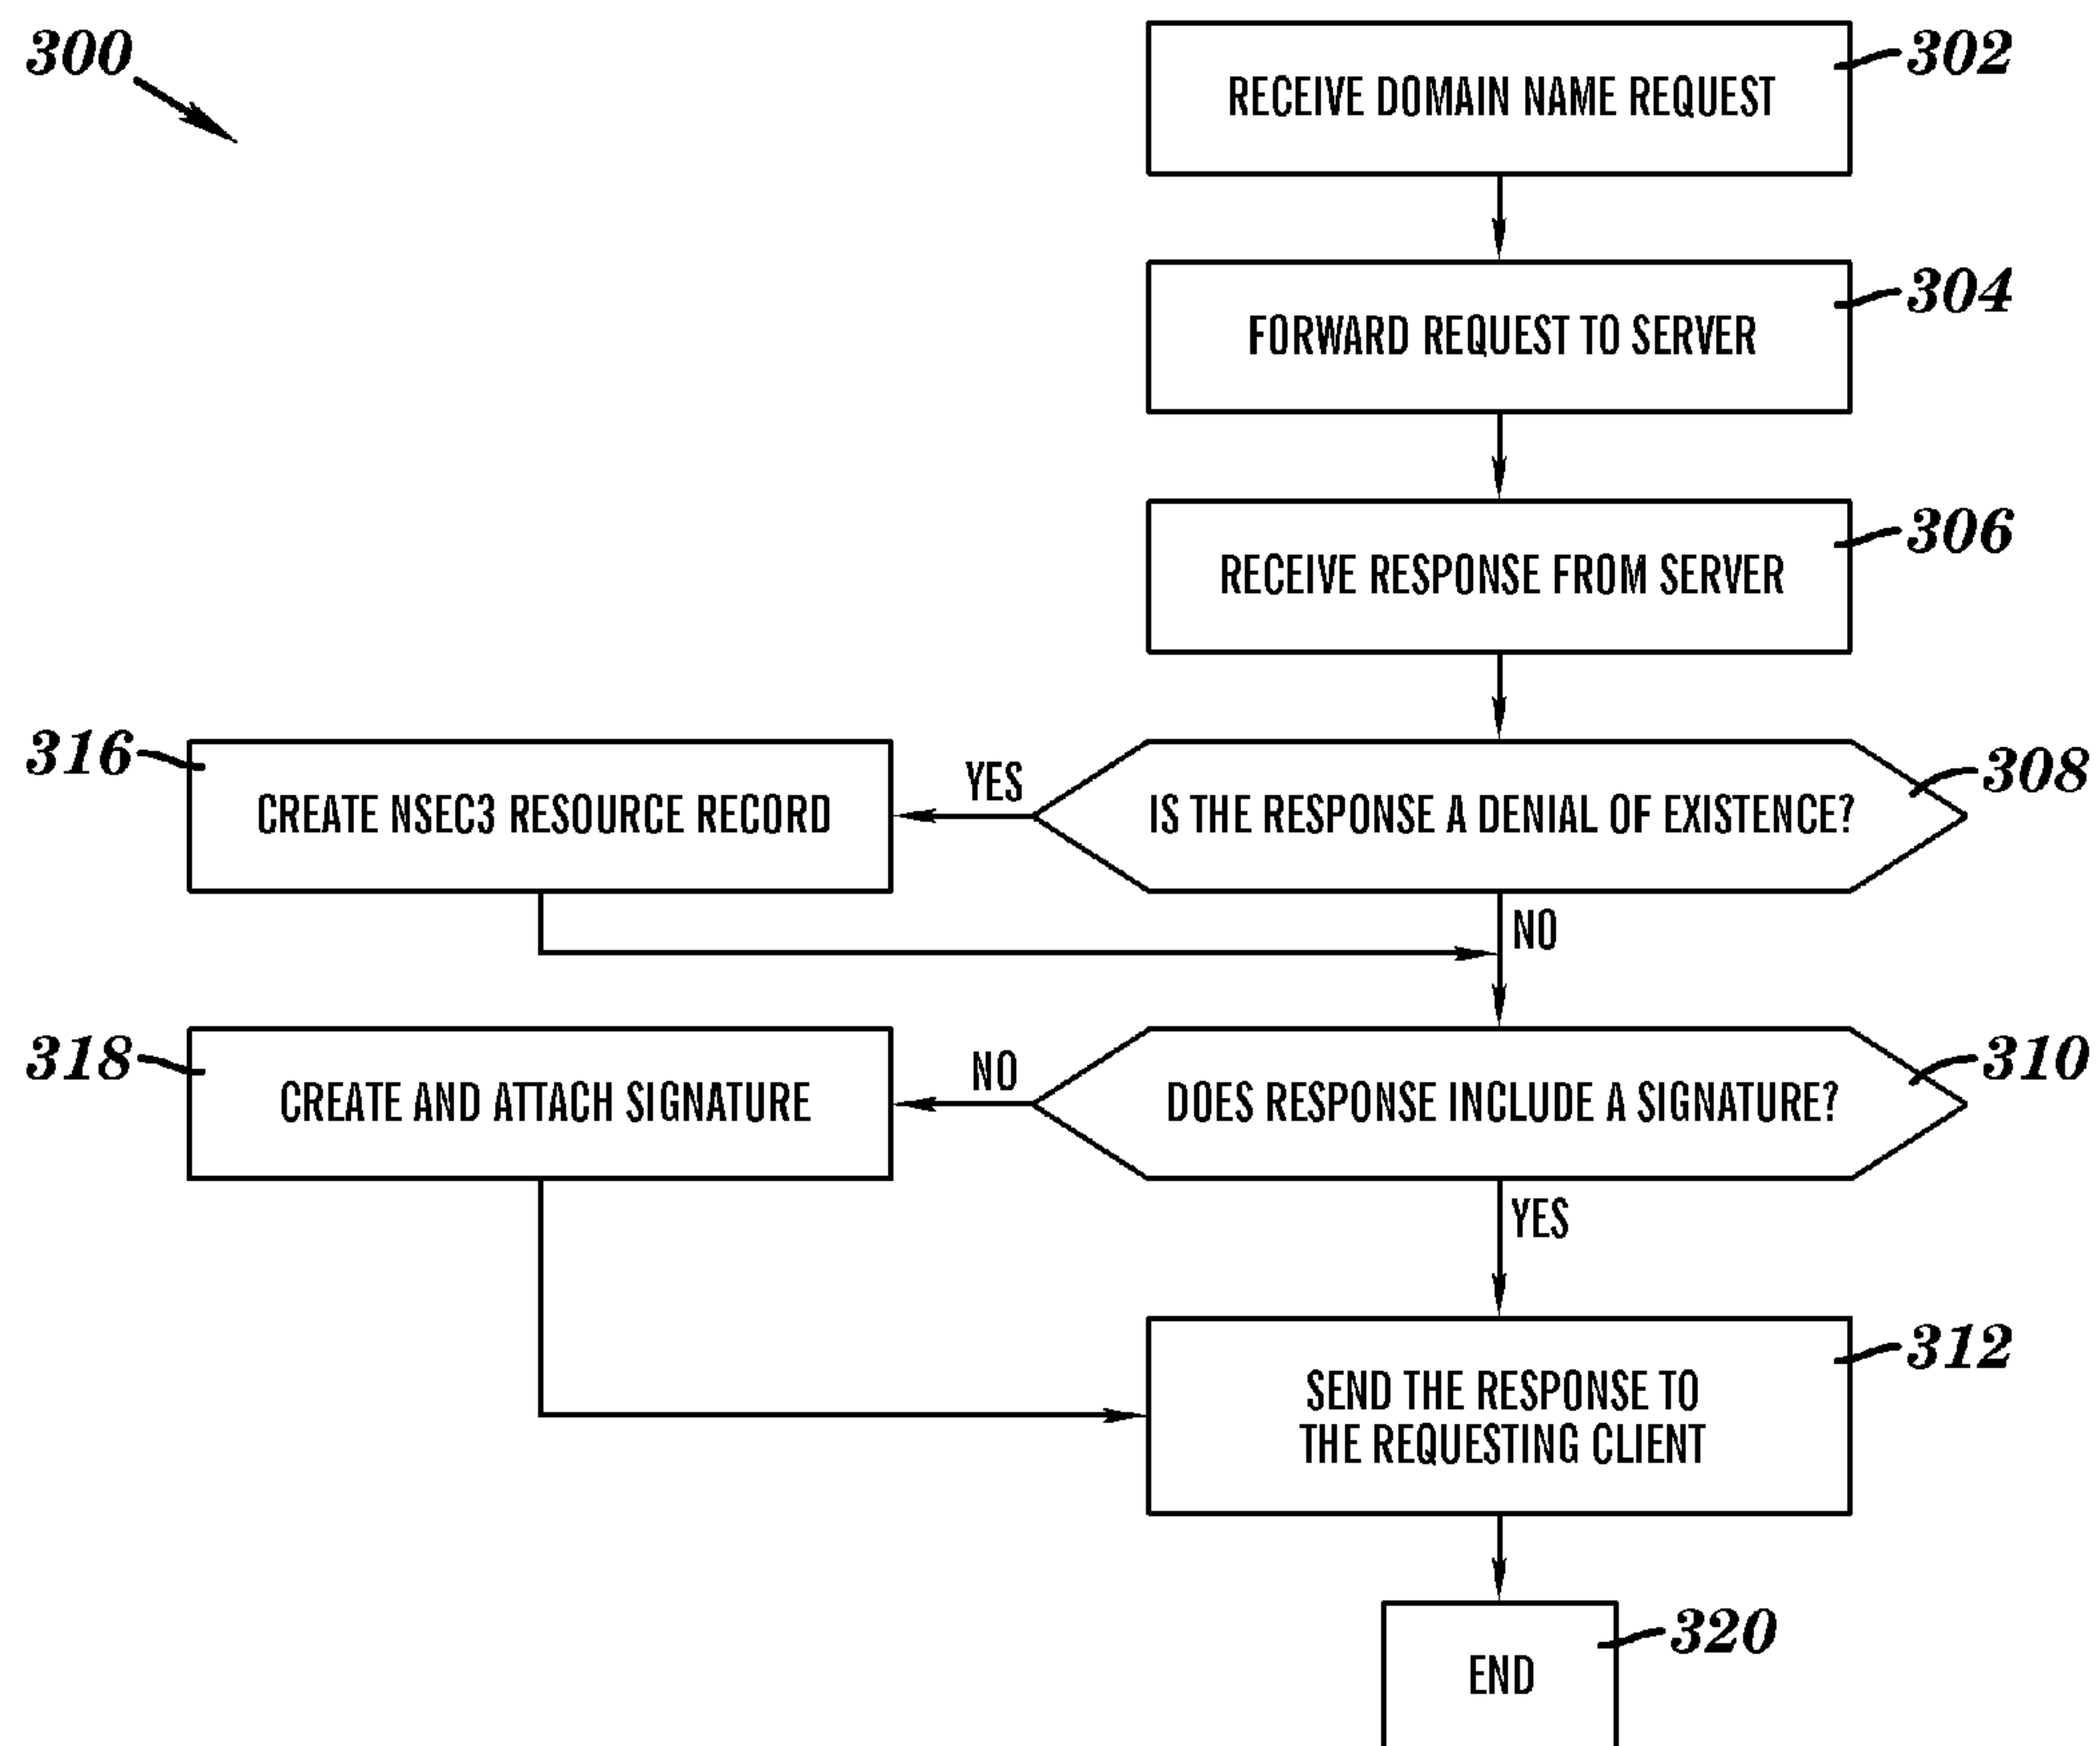 300
RECEIVE DOMAIN NAME REQUEST
302
FORWARD REQUEST TO SERVER
304
RECEIVE RESPONSE FROM SERVER
306
316
CREATE NSEC3 RESOURCE RECORD
YES
IS THE RESPONSE A DENIAL OF EXISTENCE?
308
NO
318
CREATE AND ATTACH SIGNATURE
NO
DOES RESPONSE INCLUDE A SIGNATURE?
310
YES
SEND THE RESPONSE TO
THE REQUESTING CLIENT
312
END
320